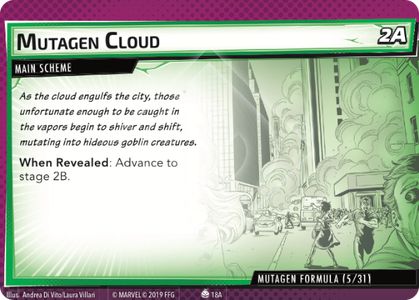 MUTAGEN CLOUD
2A
MAIN SCHEME
As the cloud engulfs the city, those
unfortunate enough to be caught in
the vapors begin to shiver and shift,
mutating into hideous goblin creatures.
When Revealed: Advance to
stage 2B.
MUTAGEN FORMULA (5/31)
Illus. Andrea Di Vito/Laura Villari
© MARVEL © 2019 FFG
18A